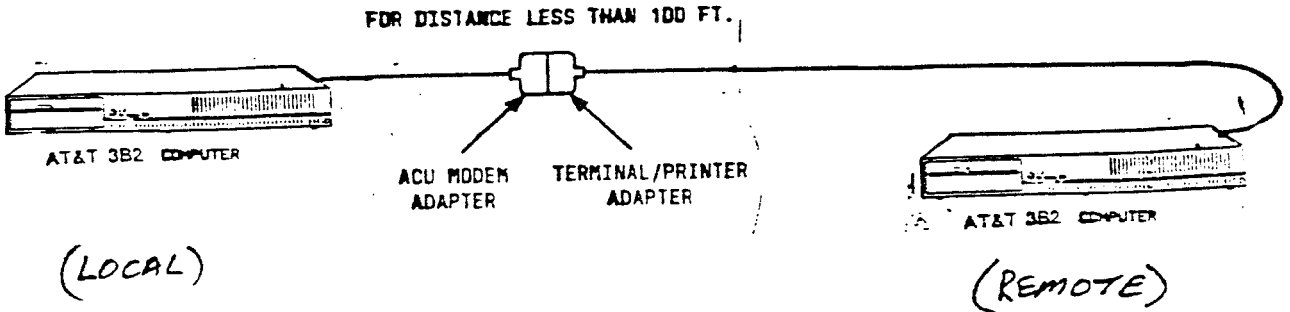 FOR DISTANCE LESS THAN 100 FT.
AT&T 3B2 COMPUTER
ACU MODEM
ADAPTER
TERMINAL/PRINTER
ADAPTER
AT&T 3B2 COMPUTER
(LOCAL)
(REMOTE)